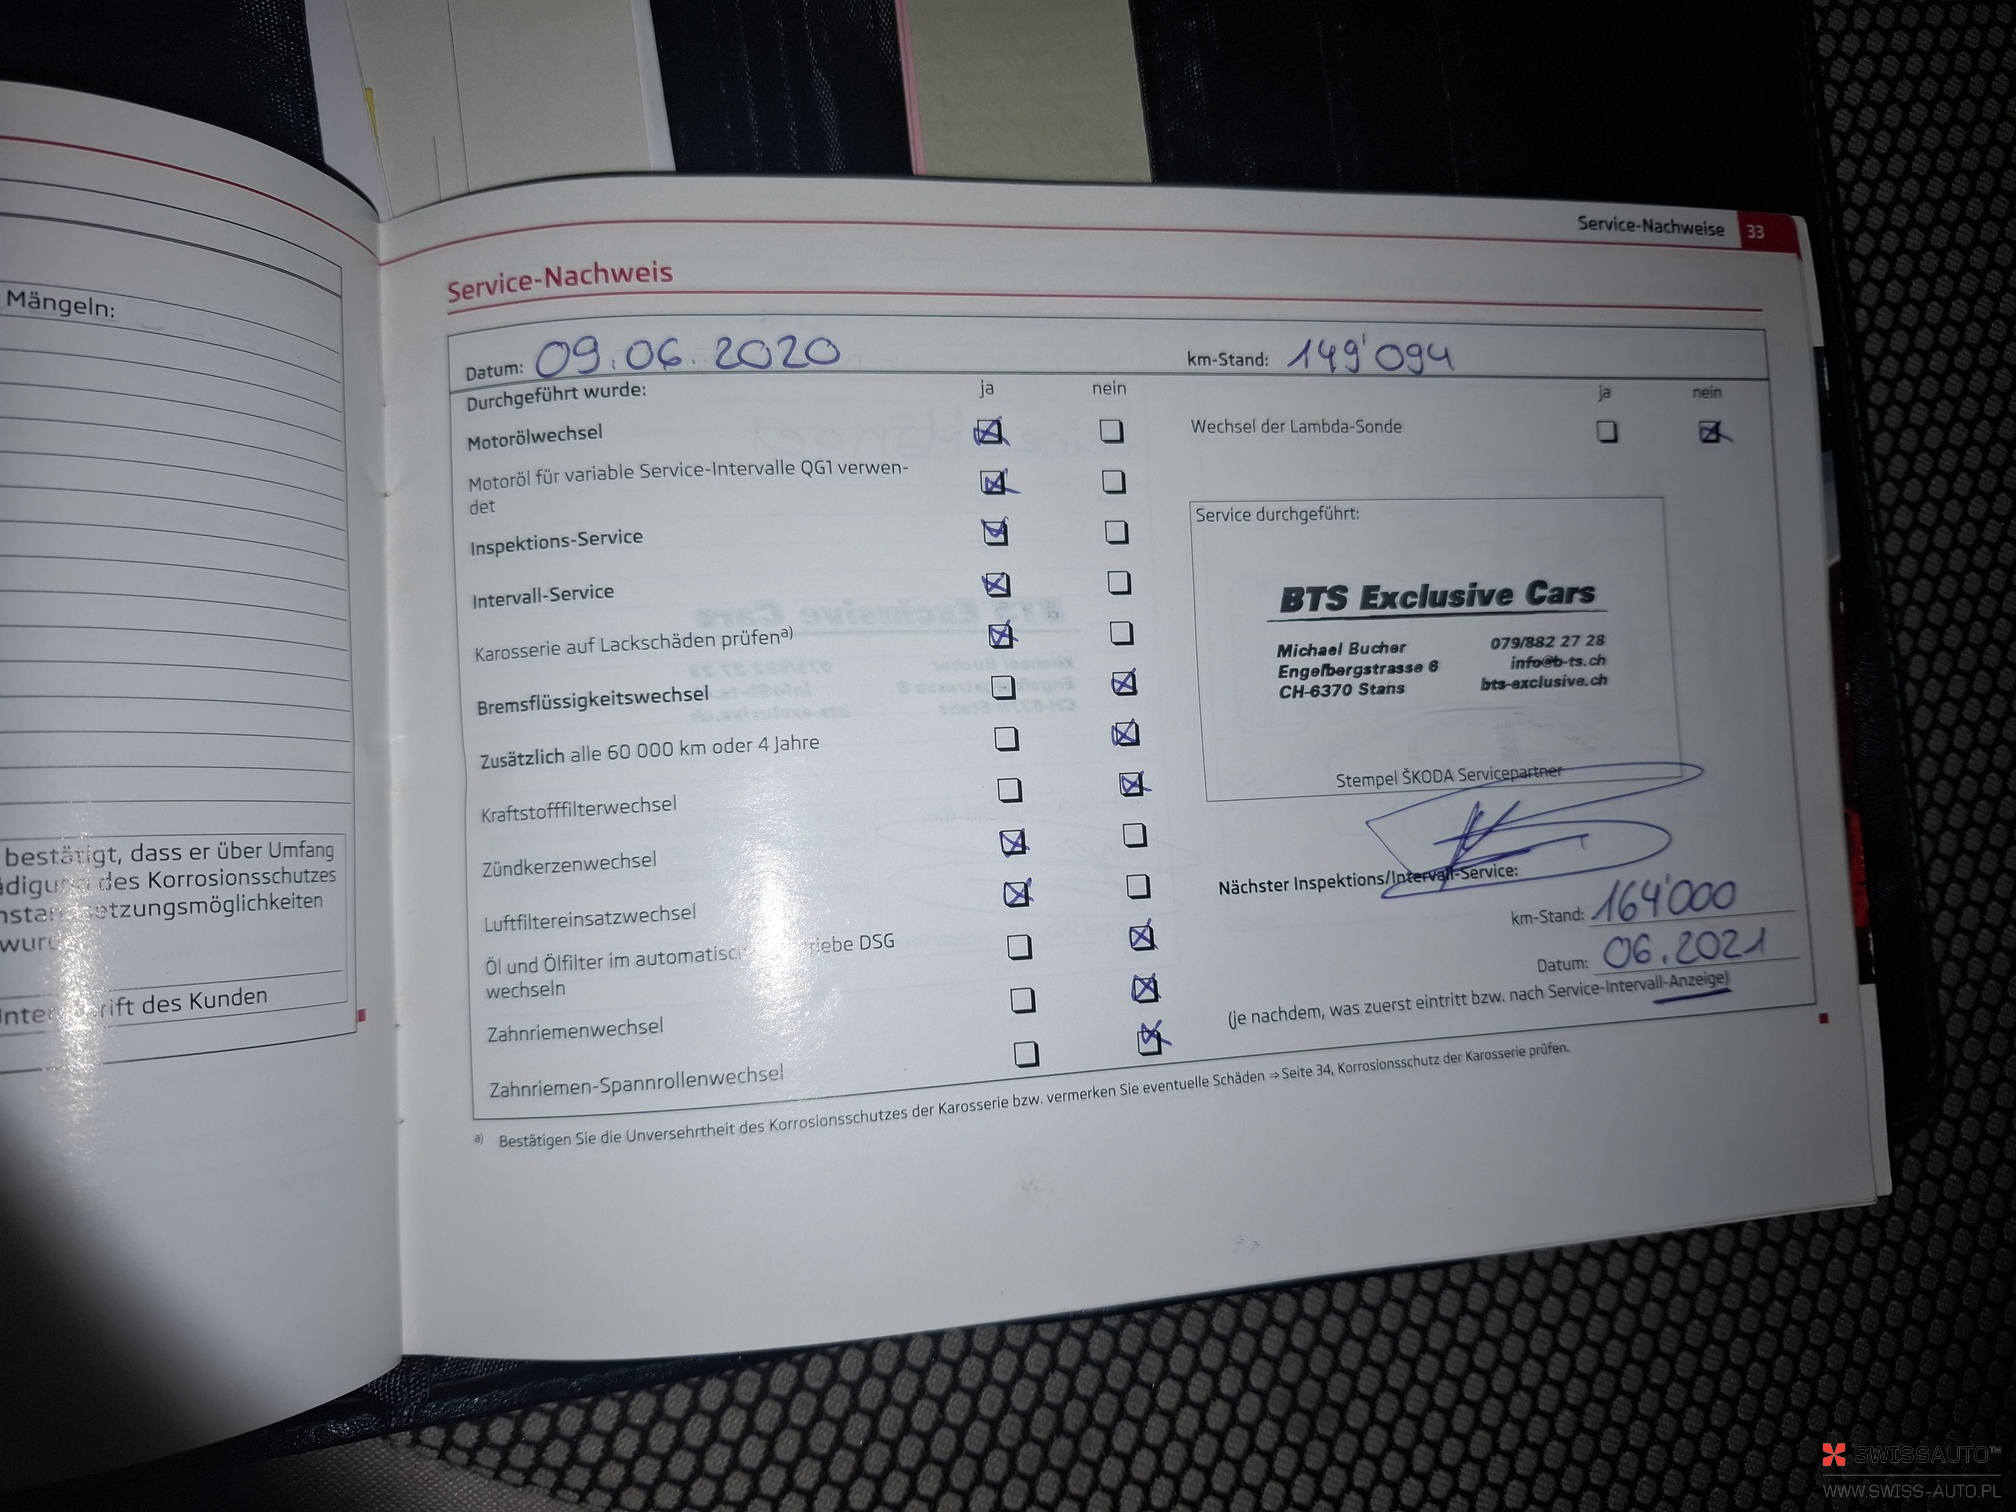 Service-Nachweise 33
Mängeln:
bestätigt, dass er über Umfang
des Korrosionsschutzes
etzungsmöglichkeiten
wurde
rift des Kunden
Service-Nachweis
Datum: 09.06.2020
km-Stand: 149'094
Durchgeführt wurde: ja nein
Motorölwechsel
Motoröl für variable Service-Intervalle QG1 verwen-
det
Inspektions-Service
Intervall-Service
Karosserie auf Lackschäden prüfen a)
Bremsflüssigkeitswechsel
Zusätzlich alle 60 000 km oder 4 Jahre
Kraftstofffilterwechsel
Zündkerzenwechsel
Luftfiltereinsatzwechsel
Öl und Ölfilter im automatisc riebe DSG
wechseln
Zahnriemenwechsel
Zahnriemen-Spannrollenwechsel
ja nein
Wechsel der Lambda-Sonde
Service durchgeführt:
BTS Exclusive Cars
Michael Bucher 079/882 27 28
Engelbergstrasse 6 info@b-ts.ch
CH-6370 Stans bts-exclusive.ch
Stempel ŠKODA Servicepartner
Nächster Inspektions/Intervall-Service:
km-Stand: 164'000
Datum: 06.2021
(je nachdem, was zuerst eintritt bzw. nach Service-Intervall-Anzeige)
a) Bestätigen Sie die Unversehrtheit des Korrosionsschutzes der Karosserie bzw. vermerken Sie eventuelle Schäden ⇒ Seite 34, Korrosionsschutz der Karosserie prüfen.
SWISSAUTO™
WWW.SWISS-AUTO.PL